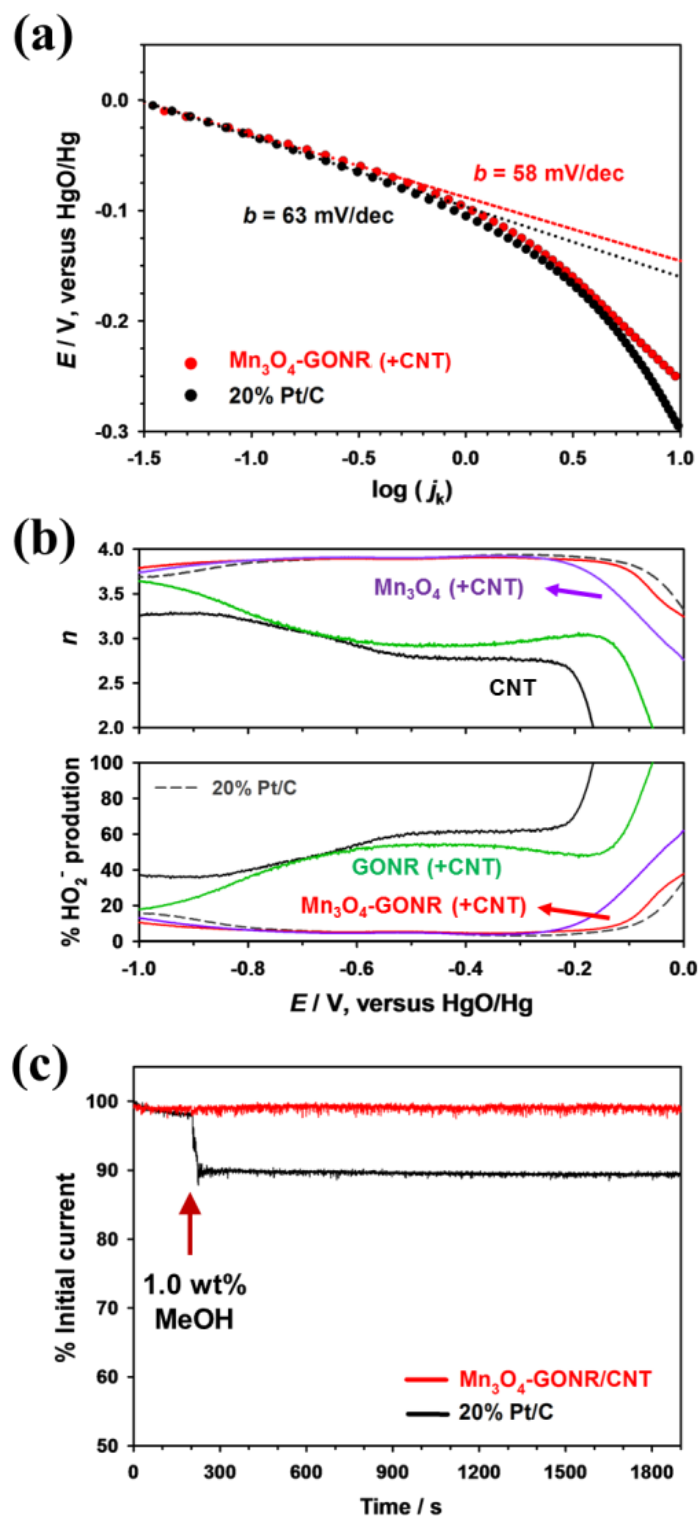 (a)
0.0
-0.1
-0.2
-0.3
E / V, versus HgO/Hg
b = 58 mV/dec
b = 63 mV/dec
Mn₃O₄-GONR (+CNT)
20% Pt/C
-1.5 -1.0 -0.5 0.0 0.5 1.0
log ( jₖ)
(b)
4.0
3.5
3.0
2.5
2.0
n
Mn₃O₄ (+CNT)
CNT
100
80
60
40
20
0
% HO₂⁻ prodution
20% Pt/C
GONR (+CNT)
Mn₃O₄-GONR (+CNT)
-1.0 -0.8 -0.6 -0.4 -0.2 0.0
E / V, versus HgO/Hg
(c)
100
90
80
70
60
50
% Initial current
1.0 wt%
MeOH
Mn₃O₄-GONR/CNT
20% Pt/C
0 300 600 900 1200 1500 1800
Time / s